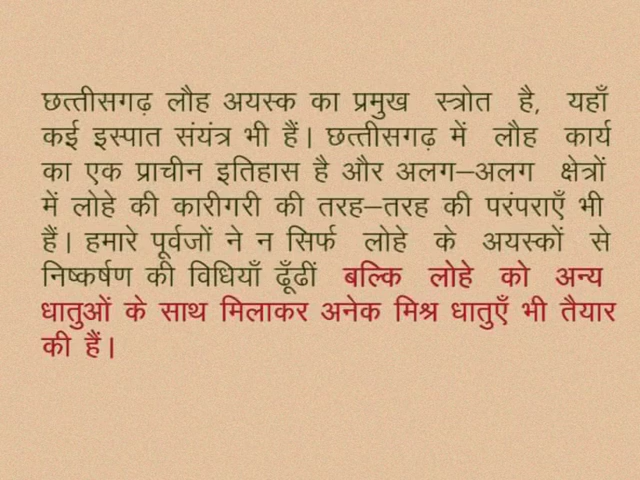 छत्तीसगढ़ लौह अयस्क का प्रमुख स्त्रोत है, यहाँ
कई इस्पात संयंत्र भी हैं। छत्तीसगढ़ में लौह कार्य
का एक प्राचीन इतिहास है और अलग–अलग क्षेत्रों
में लोहे की कारीगरी की तरह–तरह की परंपराएँ भी
हैं। हमारे पूर्वजों ने न सिर्फ लोहे के अयस्कों से
निष्कर्षण की विधियाँ ढूँढीं बल्कि लोहे को अन्य
धातुओं के साथ मिलाकर अनेक मिश्र धातुएँ भी तैयार
की हैं।